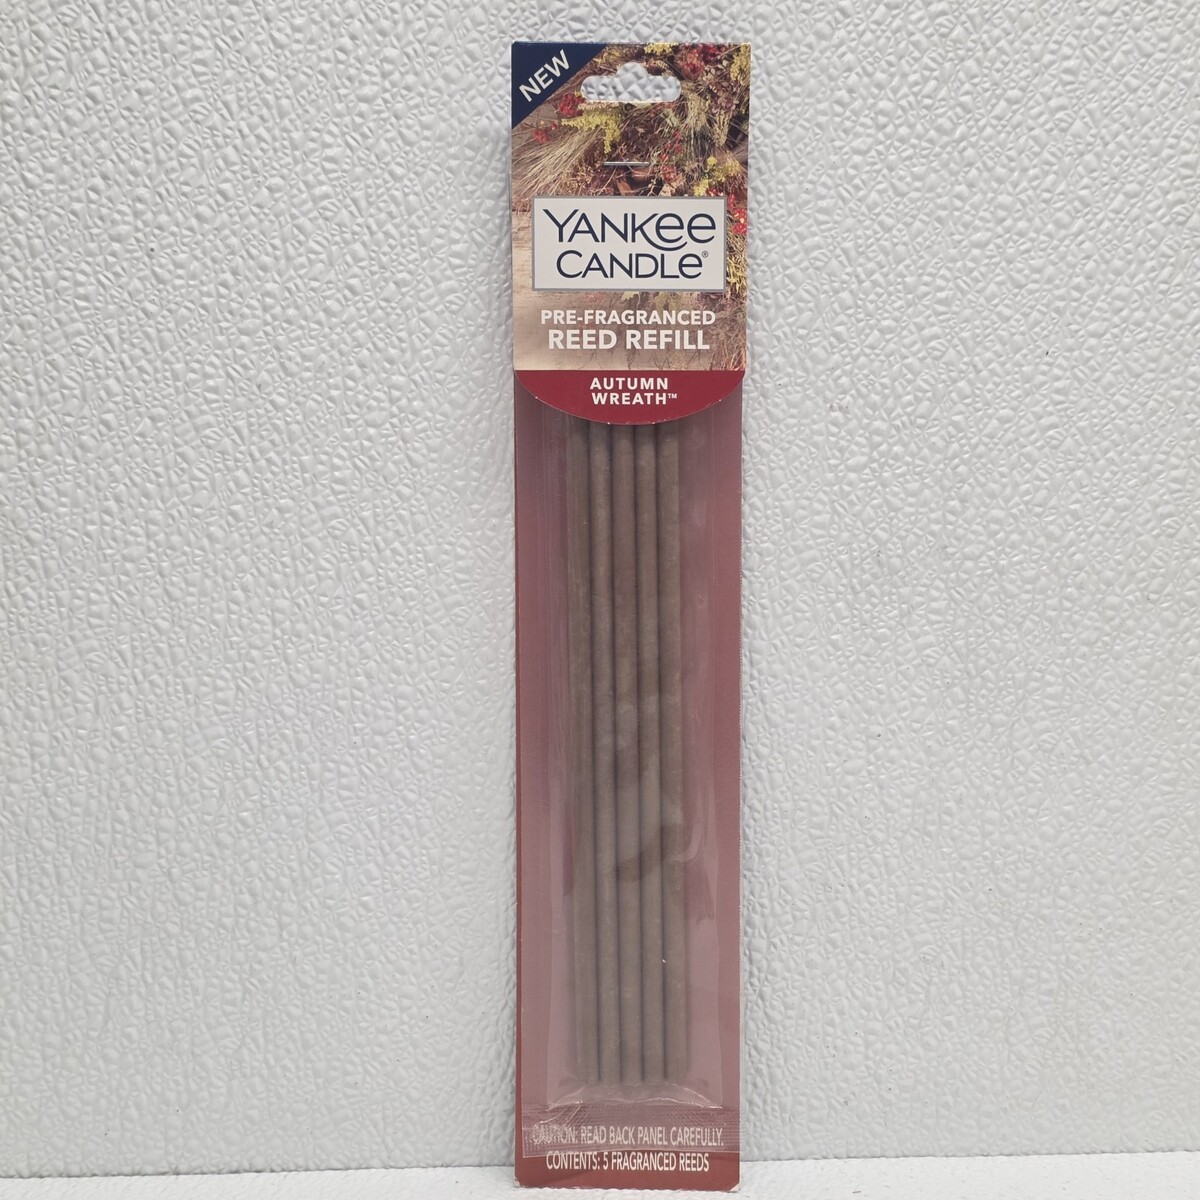 NEW
YANKEE
CANDLE®
PRE-FRAGRANCED
REED REFILL
AUTUMN
WREATH™
CAUTION: READ BACK PANEL CAREFULLY.
CONTENTS: 5 FRAGRANCED REEDS